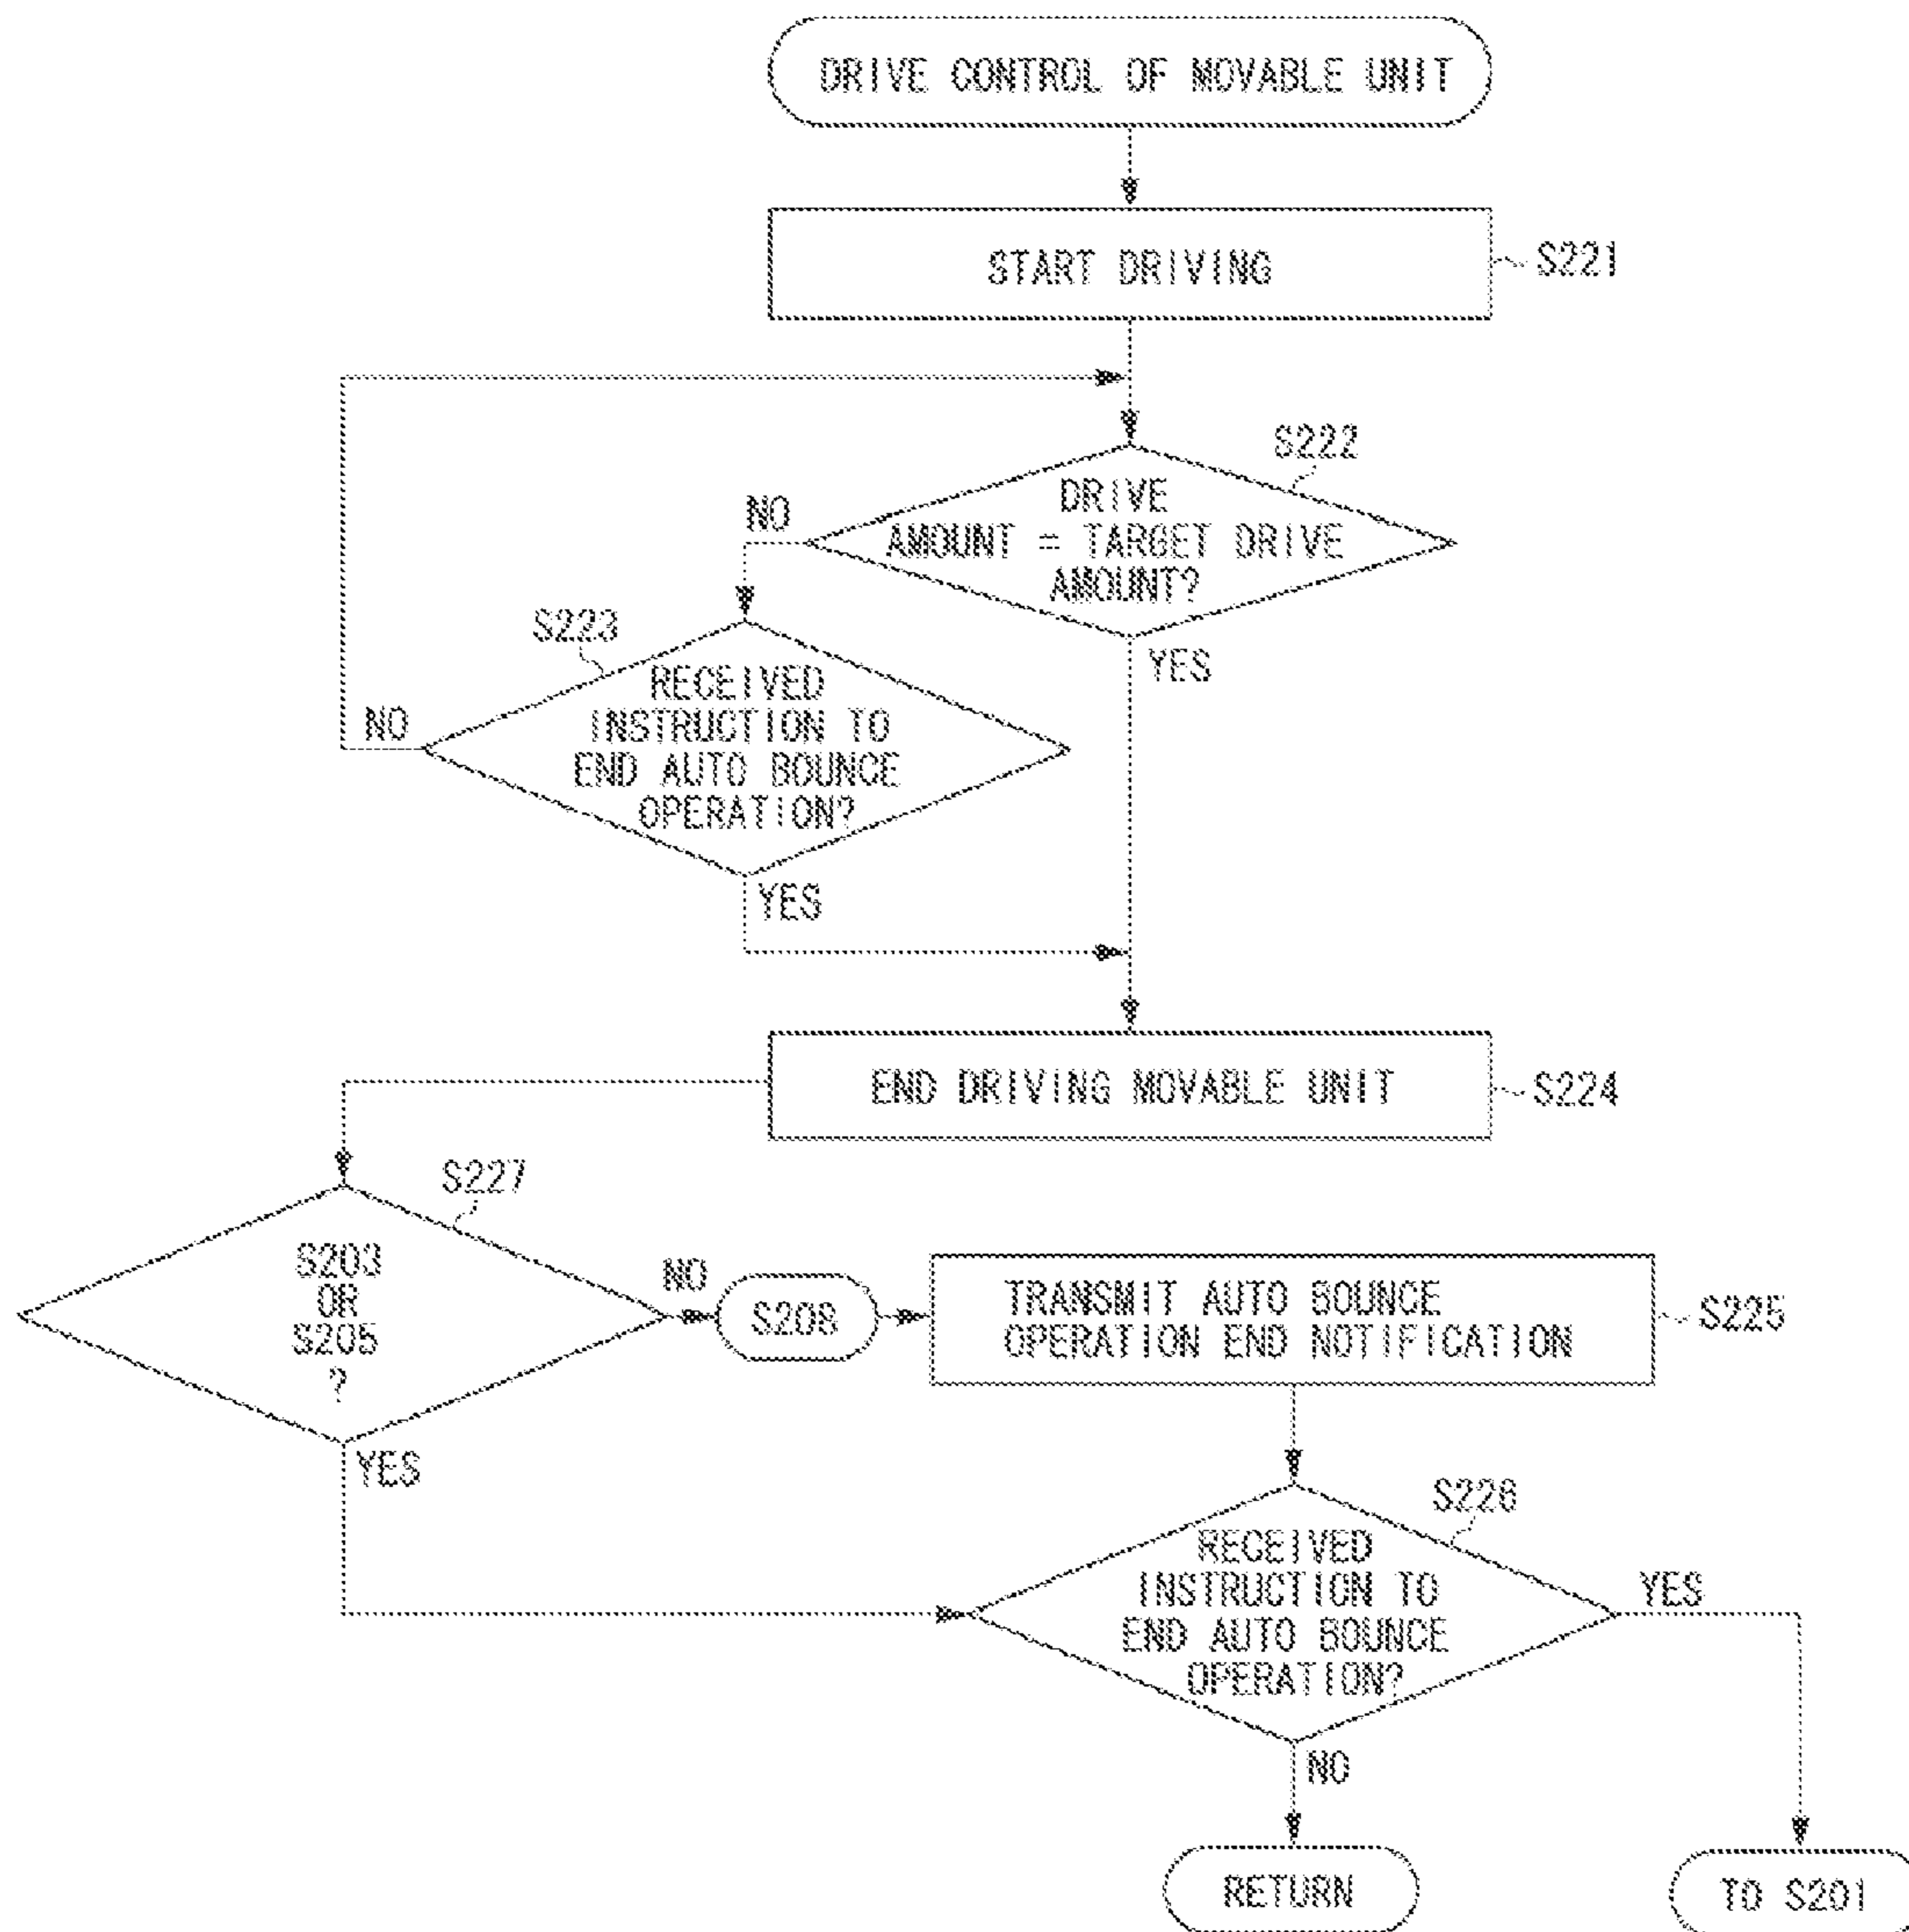 DRIVE CONTROL OF MOVABLE UNIT
START DRIVING
S221
S222
DRIVE
AMOUNT = TARGET DRIVE
AMOUNT?
NO
YES
S223
RECEIVED
INSTRUCTION TO
END AUTO BOUNCE
OPERATION?
NO
YES
END DRIVING MOVABLE UNIT
S224
S227
S203
OR
S205
?
NO
YES
S208
TRANSMIT AUTO BOUNCE
OPERATION END NOTIFICATION
S225
S226
RECEIVED
INSTRUCTION TO
END AUTO BOUNCE
OPERATION?
YES
NO
RETURN
TO S201